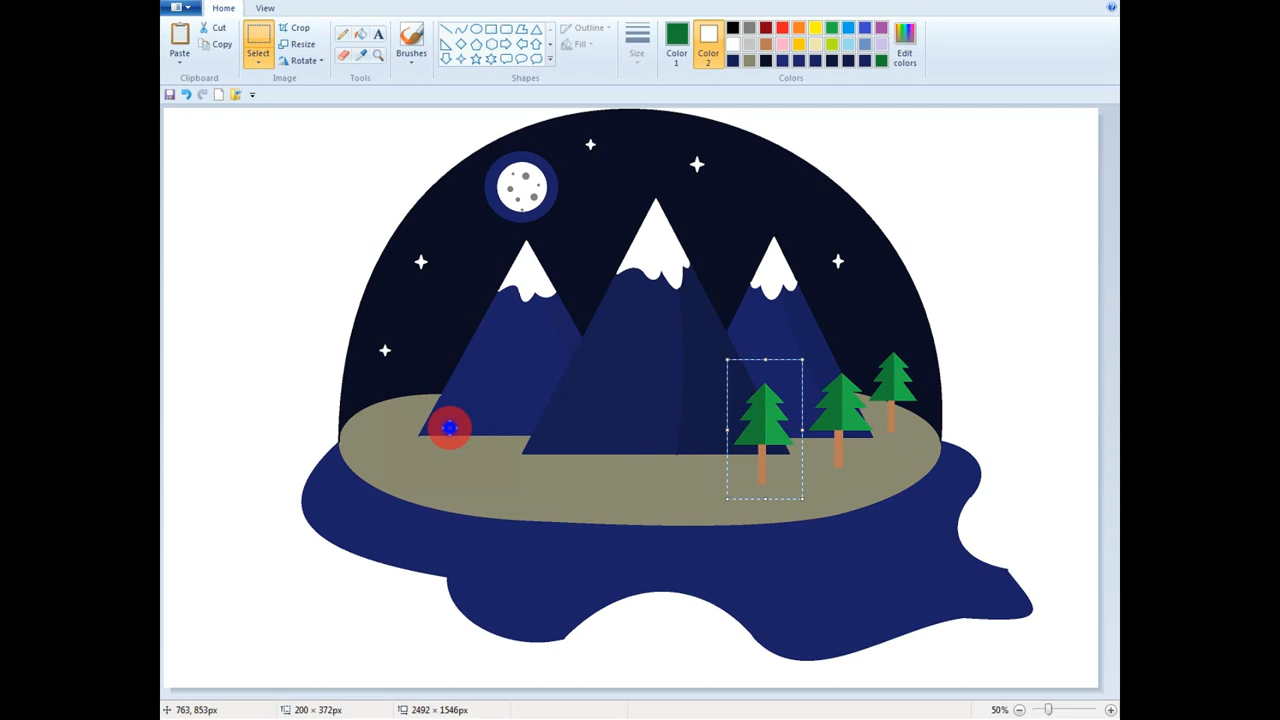 Home View
Paste
Cut
Copy
Clipboard
Select
Crop
Resize
Rotate
Image
A
Tools
Brushes
Shapes
Outline
Fill
Size
Color
1
Color
2
Colors
Edit
colors
763, 853px
200 × 372px
2492 × 1546px
50%